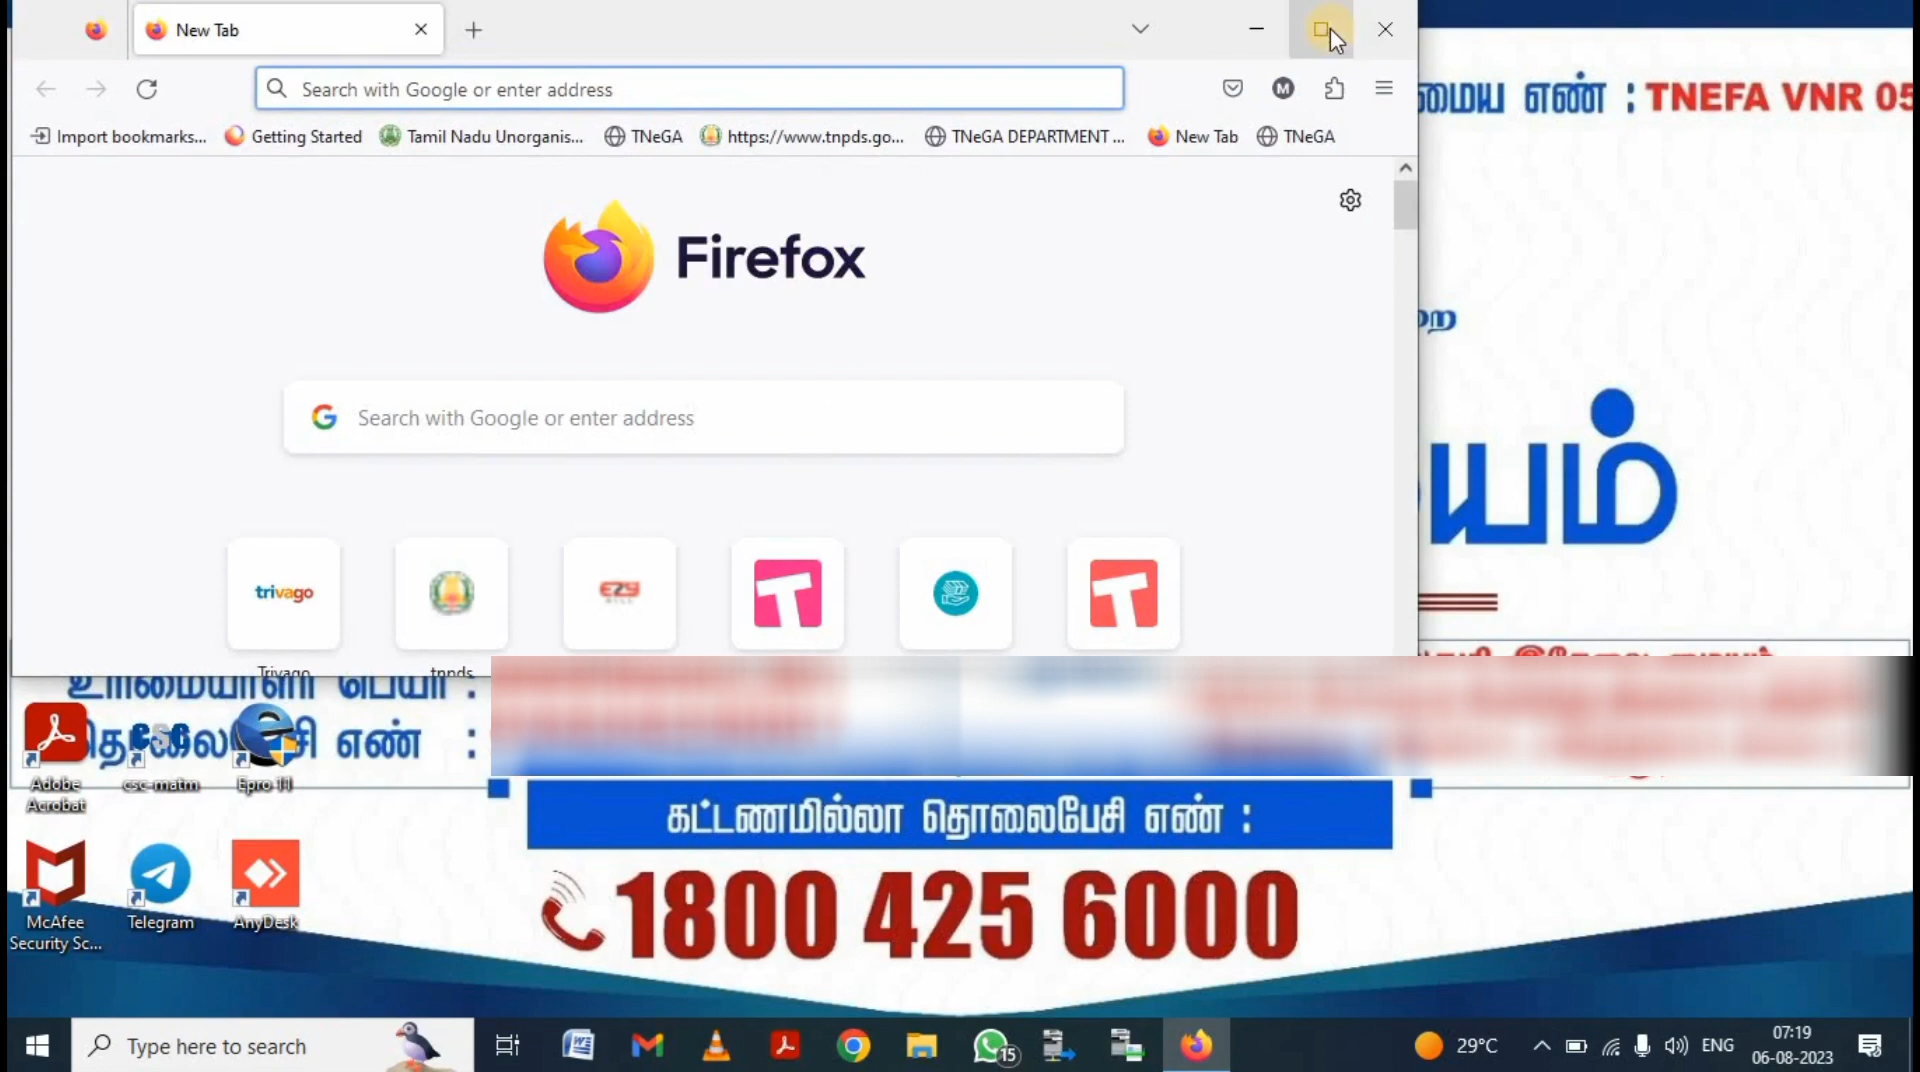 New Tab
Search with Google or enter address
Import bookmarks...
Getting Started
Tamil Nadu Unorganis...
TNeGA
https://www.tnpds.go...
TNeGA DEPARTMENT ...
New Tab
TNeGA
Firefox
Search with Google or enter address
trivago
Trivago
tnpds
எண் : TNEFA VNR 05
பெயர் :
எண் :
Adobe Acrobat
csc-matm
Epro 11
கட்டணமில்லா தொலைபேசி எண் :
1800 425 6000
McAfee Security Sc...
Telegram
AnyDesk
Type here to search
15
29°C
ENG
07:19
06-08-2023